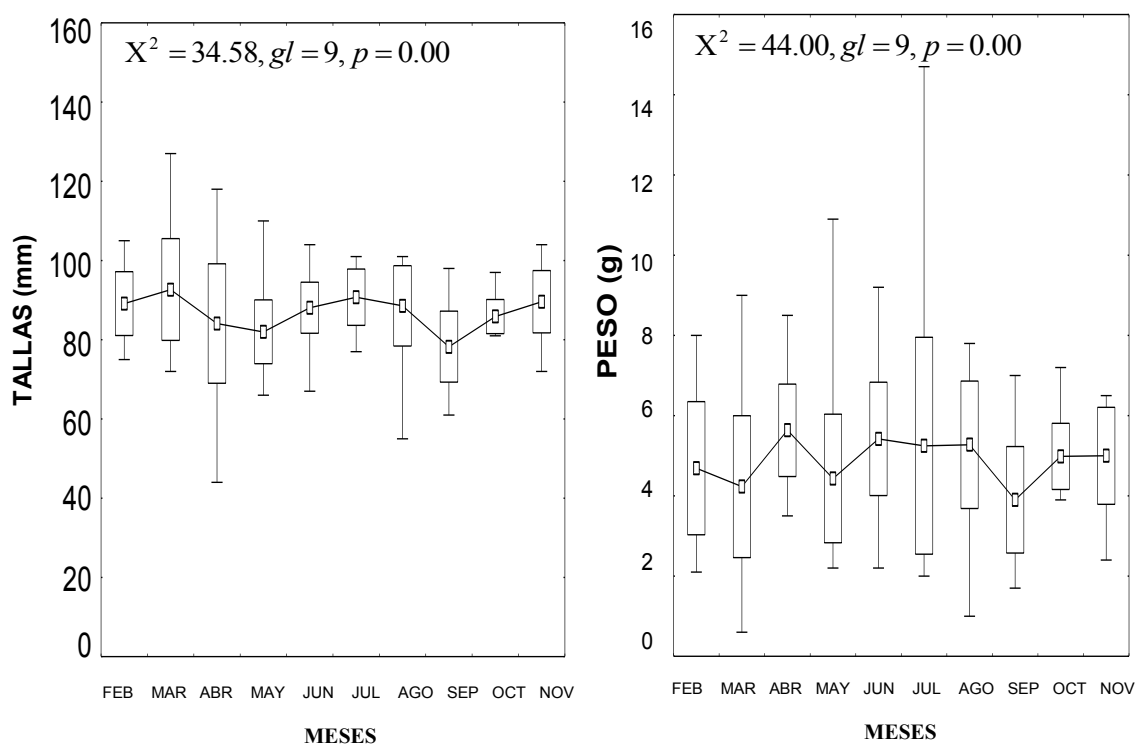 X² = 34.58, gl = 9, p = 0.00
TALLAS (mm)
160
140
120
100
80
60
40
20
0
FEB MAR ABR MAY JUN JUL AGO SEP OCT NOV
MESES
X² = 44.00, gl = 9, p = 0.00
PESO (g)
16
14
12
16
8
6
4
2
0
FEB MAR ABR MAY JUN JUL AGO SEP OCT NOV
MESES